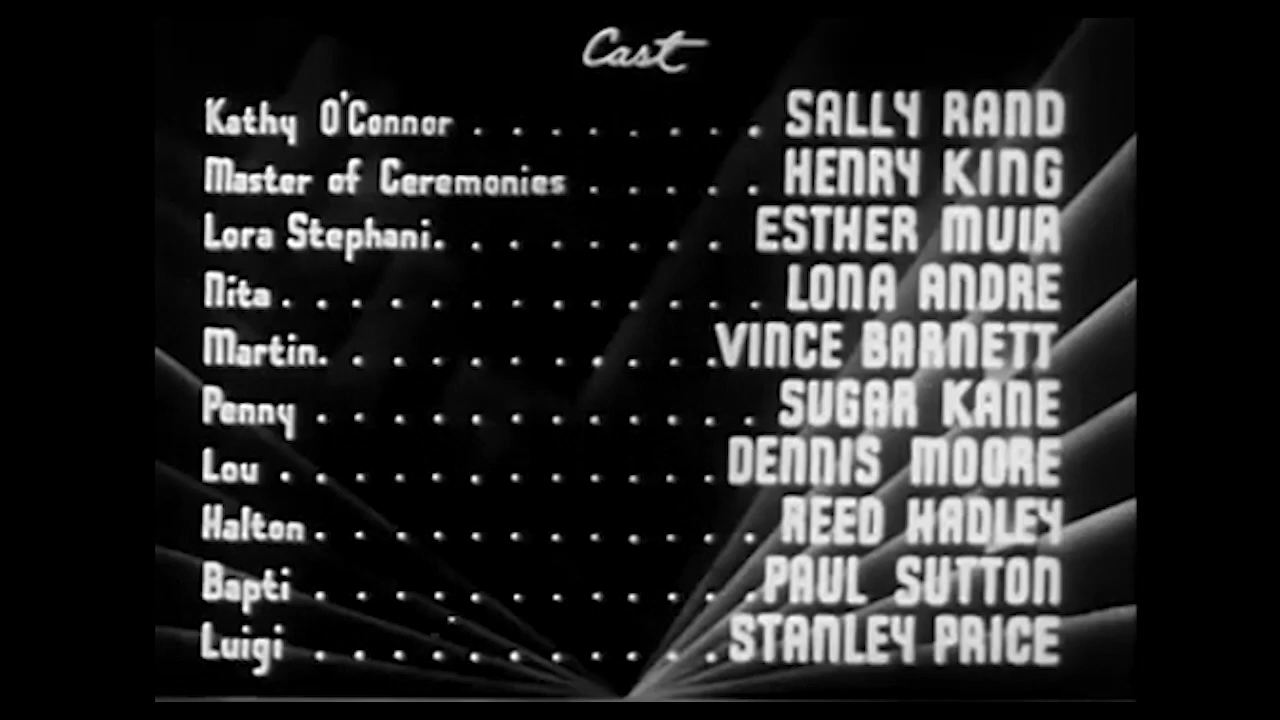 Cast
Kathy O'Connor . . . . . . . . SALLY RAND
Master of Ceremonies . . . . . HENRY KING
Lora Stephani. . . . . . . . ESTHER MUIR
Nita . . . . . . . . . . . . . LONA ANDRE
Martin. . . . . . . . . . .VINCE BARNETT
Penny . . . . . . . . . . . . SUGAR KANE
Lou . . . . . . . . . . . . DENNIS MOORE
Halton . . . . . . . . . . . . REED HADLEY
Bapti . . . . . . . . . . . .PAUL SUTTON
Luigi . . . . . . . . . . . STANLEY PRICE